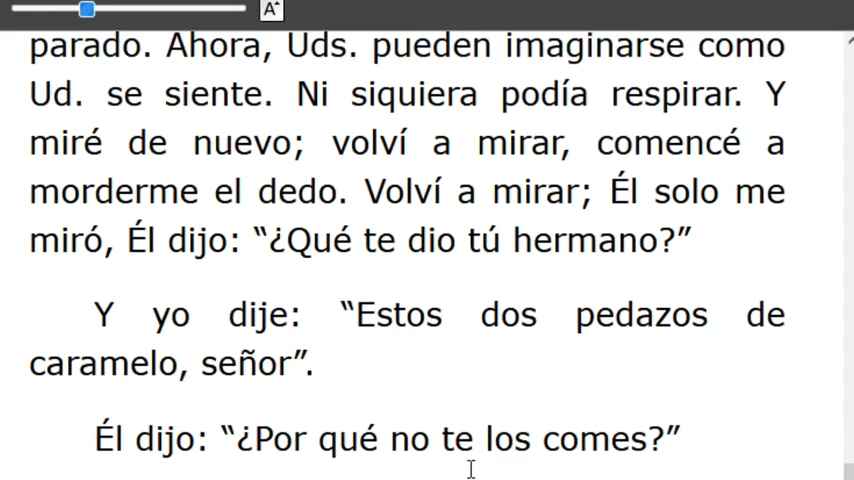 A
parado. Ahora, Uds. pueden imaginarse como
Ud. se siente. Ni siquiera podía respirar. Y
miré de nuevo; volví a mirar, comencé a
morderme el dedo. Volví a mirar; Él solo me
miró, Él dijo: “¿Qué te dio tú hermano?”
Y yo dije: “Estos dos pedazos de
caramelo, señor”.
Él dijo: “¿Por qué no te los comes?”